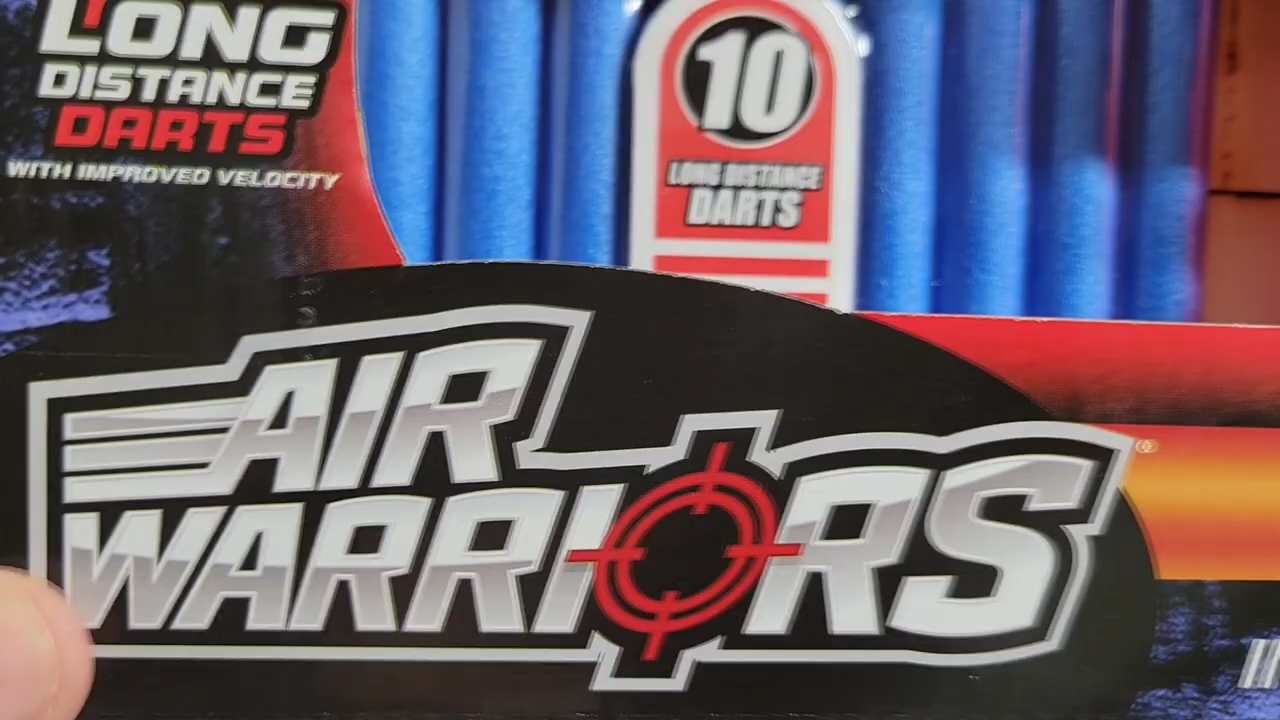 LONG
DISTANCE
DARTS
WITH IMPROVED VELOCITY
10
LONG DISTANCE
DARTS
AIR
WARRIORS